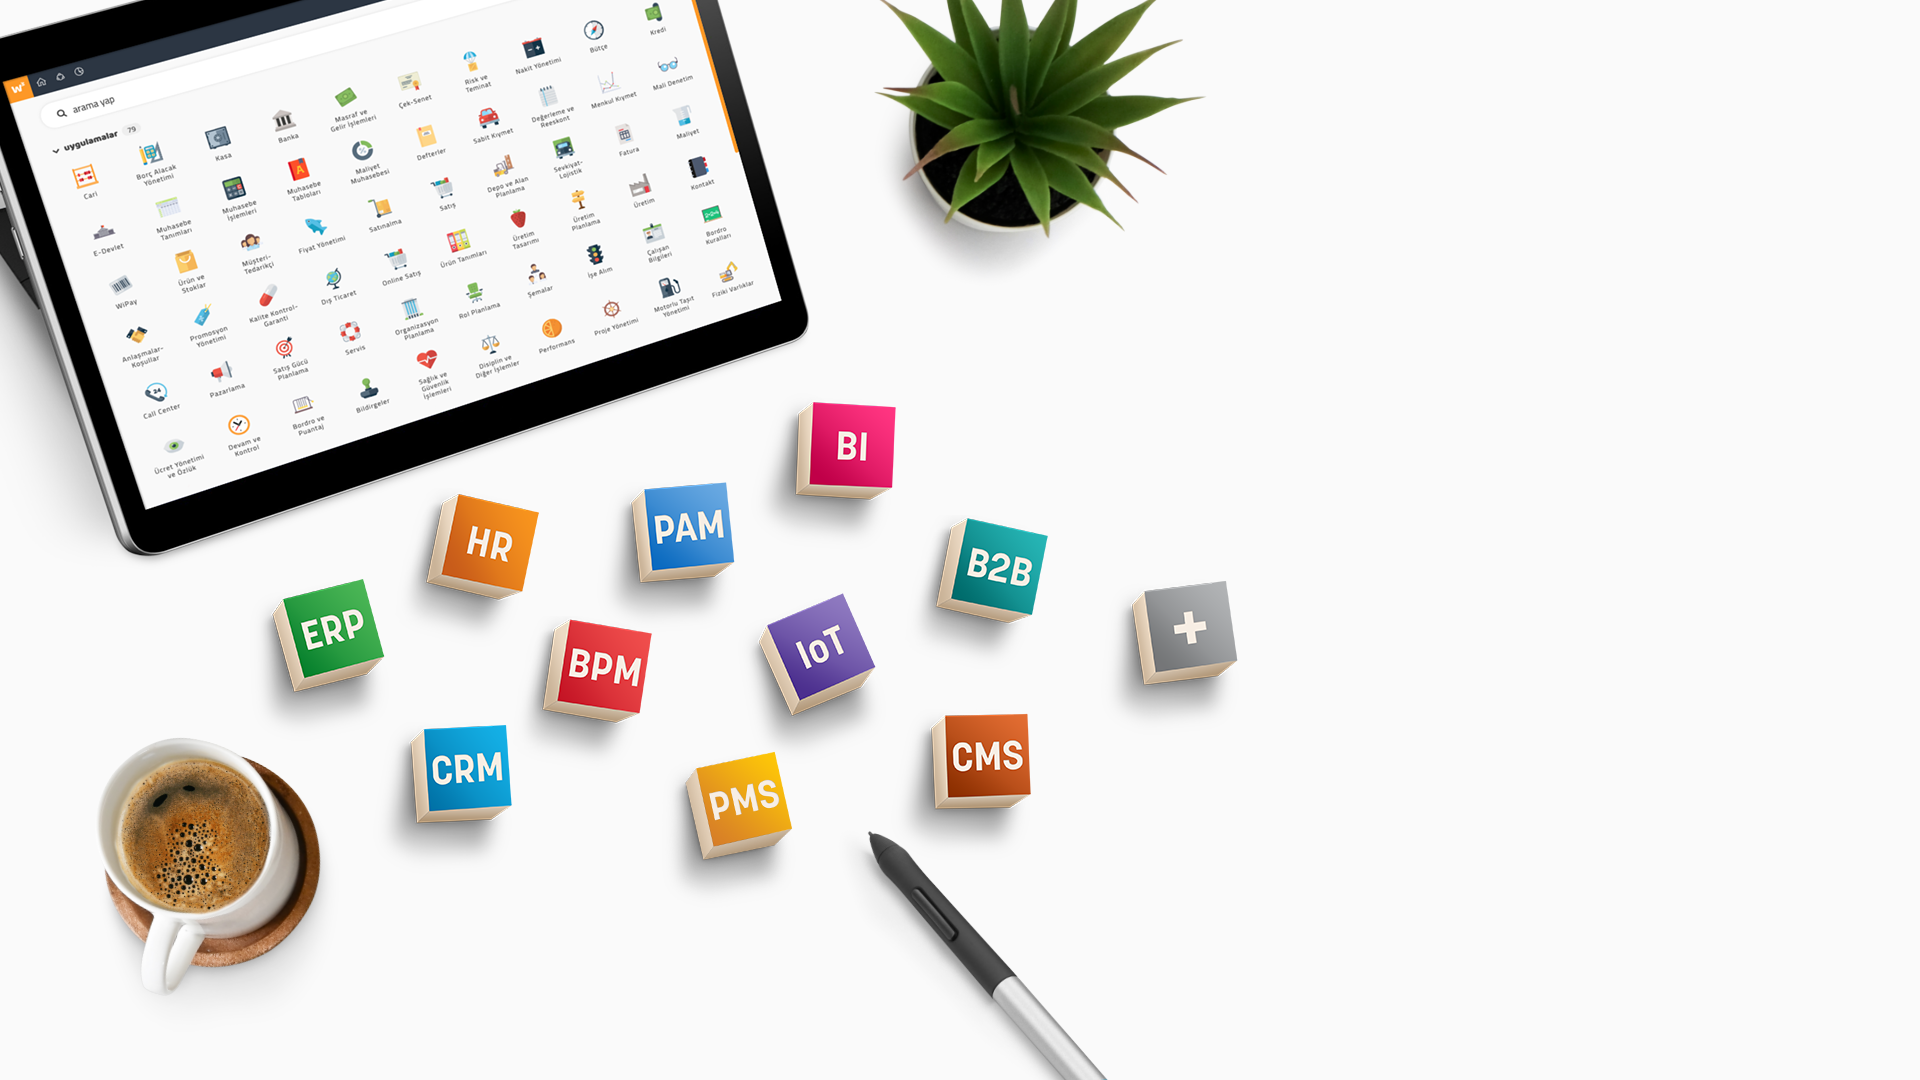 w³
arama yap
uygulamalar 79
Cari
Borç Alacak
Yönetimi
Kasa
Banka
Masraf ve
Gelir İşlemleri
Çek-Senet
Risk ve
Teminat
Nakit Yönetimi
Bütçe
Kredi
E-Devlet
Muhasebe
Tanımları
Muhasebe
İşlemleri
Muhasebe
Tabloları
Maliyet
Muhasebesi
Defterler
Sabit Kıymet
Değerleme ve
Reeskont
Menkul Kıymet
Mali Denetim
WiPay
Ürün ve
Stoklar
Müşteri-
Tedarikçi
Fiyat Yönetimi
Satınalma
Satış
Depo ve Alan
Planlama
Sevkiyat-
Lojistik
Fatura
Maliyet
Anlaşmalar-
Koşullar
Promosyon
Yönetimi
Kalite Kontrol-
Garanti
Dış Ticaret
Online Satış
Ürün Tanımları
Üretim
Tasarımı
Üretim
Planlama
Üretim
Kontakt
Call Center
Pazarlama
Satış Gücü
Planlama
Servis
Organizasyon
Planlama
Rol Planlama
Şemalar
İşe Alım
Çalışan
Bilgileri
Bordro
Kuralları
Ücret Yönetimi
ve Özlük
Devam ve
Kontrol
Bordro ve
Puantaj
Bildirgeler
Sağlık ve
Güvenlik
İşlemleri
Disiplin ve
Diğer İşlemler
Performans
Proje Yönetimi
Motorlu Taşıt
Yönetimi
Fiziki Varlıklar
BI
HR
PAM
B2B
ERP
BPM
IoT
+
CRM
PMS
CMS